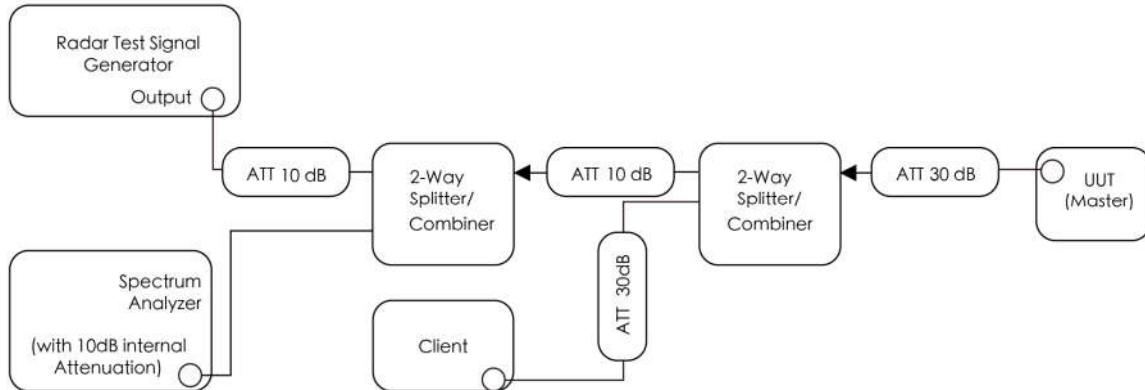 Radar Test Signal
Generator
Output
ATT 10 dB
2-Way
Splitter/
Combiner
ATT 10 dB
2-Way
Splitter/
Combiner
ATT 30 dB
UUT
(Master)
Spectrum
Analyzer
(with 10dB internal
Attenuation)
Client
ATT 30dB